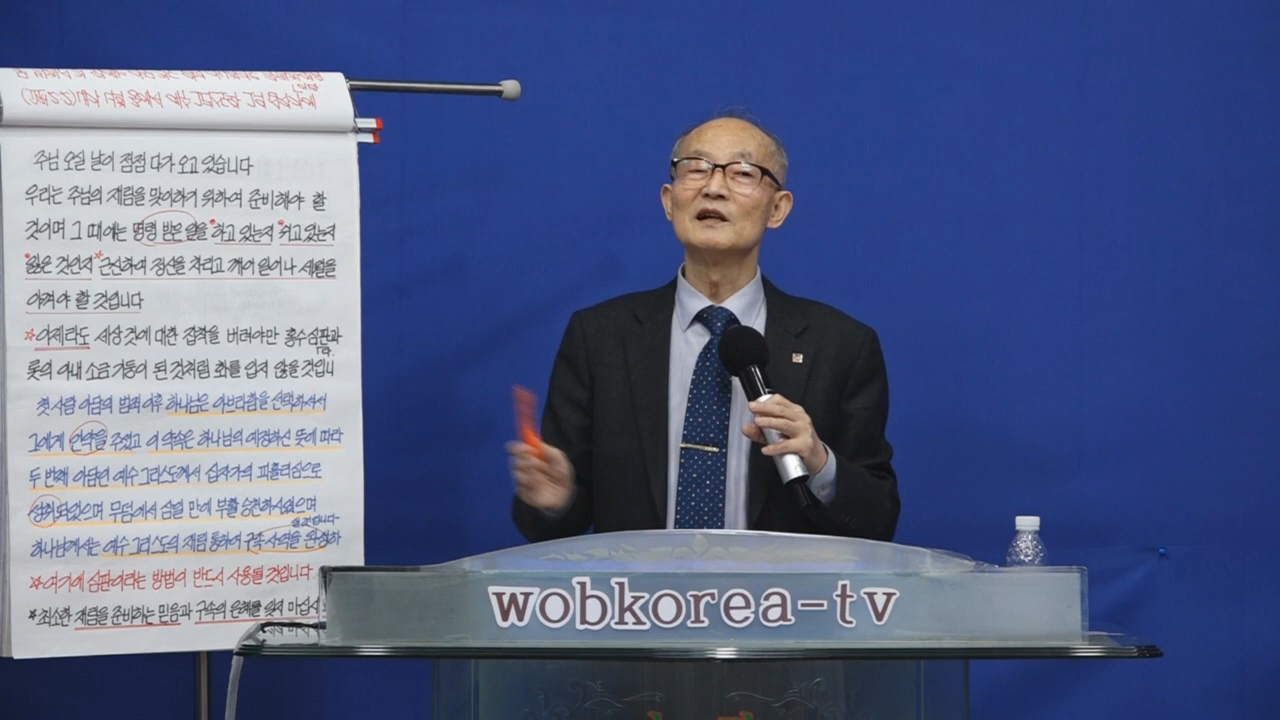 주님 오실 날이 점점 다가 오고 있습니다
우리는 주님의 재림을 맞이하기 위하여 준비해야 할
것이며 그 때에는 명령 받은 일을 하고 있는지 쉬고 있는지
잃은 것인지 근신하여 정신을 차리고 깨어 일어나 세월을
아껴야 할 것입니다
☆이제라도 세상 것에 대한 집착을 버려야만 홍수심판과
롯의 아내 소금 기둥이 된 것처럼 화를 입지 않을 것입니다.
첫 사람 아담의 범죄 이후 하나님은 아브라함을 선택하셔서
그에게 언약을 주셨고 이 약속은 하나님의 예정하신 뜻에 따라
두 번째 아담인 예수 그리스도께서 십자가의 피흘리심으로
성취되었으며 무덤에서 삼일 만에 부활 승천하셨으며
하나님께서는 예수 그리스도의 재림 통하여 구속 사역을 완성하
실 것입니다
☆여기에 심판이라는 방법이 반드시 사용될 것입니다
★최소한 재림을 준비하는 믿음과 구속의 은혜를 잊지 마십시
wobkorea-tv